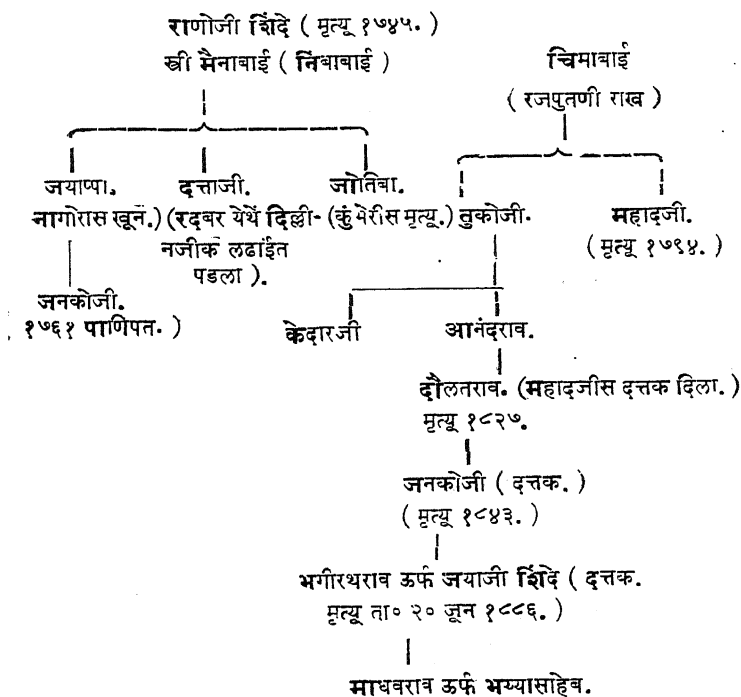 राणोजी शिंदे ( मृत्यू १७४५. )
स्त्री मैनाबाई ( निंबाबाई )
चिमाबाई
( रजपुतणी राख )
जयाप्पा. दत्ताजी. जोतिबा.
नागोरास खून.) (रदबर येथें दिल्ली- (कुंभेरीस मृत्यू.) तुकोजी. महादजी.
नजीक लढाईत
पडला ).
( मृत्यू १७९४. )
जनकोजी.
१७६१ पाणिपत. )
केदारजी आनंदराव.
दौलतराव. (महादजीस दत्तक दिला. )
मृत्यू १८२७.
जनकोजी ( दत्तक. )
( मृत्यू १८४३. )
भगीरथराव ऊर्फ जयाजी शिंदे ( दत्तक.
मृत्यू ता० २० जून १८८६. )
माधवराव ऊर्फ भय्यासाहेब.